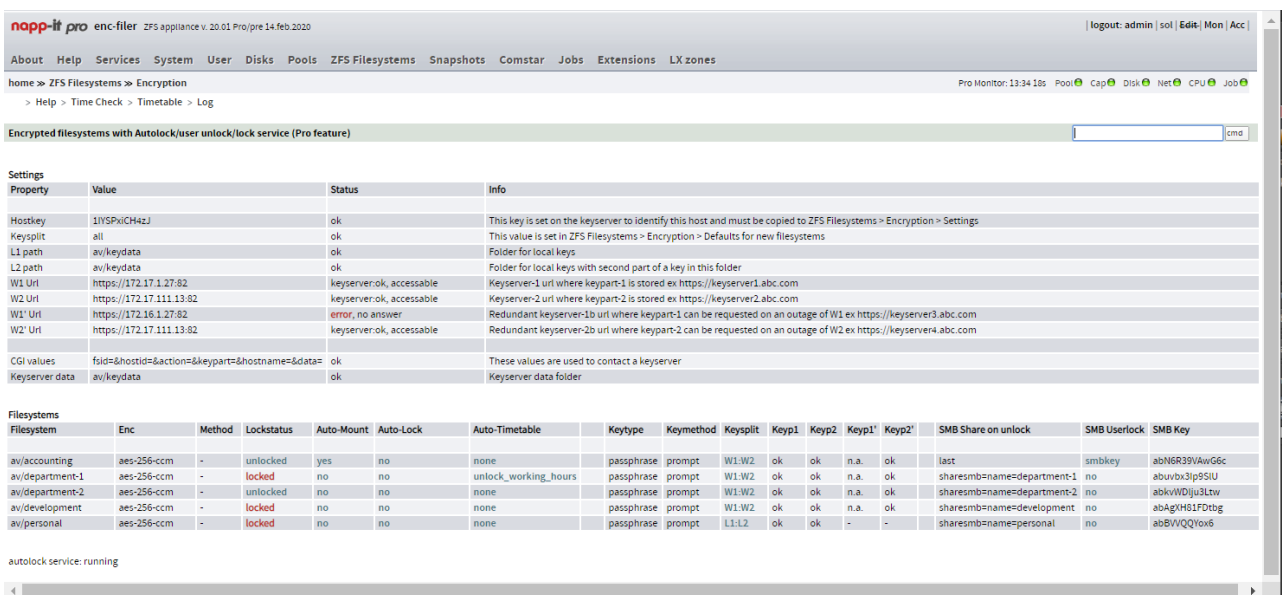 napp-it pro enc-filer ZFS appliance v. 20.01 Pro/pre 14.feb.2020 | logout: admin | sol | Edit | Mon | Acc |
About Help Services System User Disks Pools ZFS Filesystems Snapshots Comstar Jobs Extensions LX zones
home >> ZFS Filesystems >> Encryption Pro Monitor: 13:34 18s Pool Cap Disk Net CPU Job
> Help > Time Check > Timetable > Log
Encrypted filesystems with Autolock/user unlock/lock service (Pro feature) cmd
Settings
Property Value Status Info
Hostkey 1IYSPxiCH4zJ ok This key is set on the keyserver to identify this host and must be copied to ZFS Filesystems > Encryption > Settings
Keysplit all ok This value is set in ZFS Filesystems > Encryption > Defaults for new filesystems
L1 path av/keydata ok Folder for local keys
L2 path av/keydata ok Folder for local keys with second part of a key in this folder
W1 Url https://172.17.1.27:82 keyserver:ok, accessable Keyserver-1 url where keypart-1 is stored ex https://keyserver1.abc.com
W2 Url https://172.17.111.13:82 keyserver:ok, accessable Keyserver-2 url where keypart-2 is stored ex https://keyserver2.abc.com
W1' Url https://172.16.1.27:82 error, no answer Redundant keyserver-1b url where keypart-1 can be requested on an outage of W1 ex https://keyserver3.abc.com
W2' Url https://172.17.111.13:82 keyserver:ok, accessable Redundant keyserver-2b url where keypart-2 can be requested on an outage of W2 ex https://keyserver4.abc.com
CGI values fsid=&hostid=&action=&keypart=&hostname=&data= ok These values are used to contact a keyserver
Keyserver data av/keydata ok Keyserver data folder
Filesystems
Filesystem Enc Method Lockstatus Auto-Mount Auto-Lock Auto-Timetable Keytype Keymethod Keysplit Keyp1 Keyp2 Keyp1' Keyp2' SMB Share on unlock SMB Userlock SMB Key
av/accounting aes-256-ccm - unlocked yes no none passphrase prompt W1:W2 ok ok n.a. ok last smbkey abN6R39VAwG6c
av/department-1 aes-256-ccm - locked no no unlock_working_hours passphrase prompt W1:W2 ok ok n.a. ok sharesmb=name=department-1 no abuvbx3Ip9SIU
av/department-2 aes-256-ccm - unlocked no no none passphrase prompt W1:W2 ok ok n.a. ok sharesmb=name=department-2 no abkvWDIju3Ltw
av/development aes-256-ccm - locked no no none passphrase prompt W1:W2 ok ok n.a. ok sharesmb=name=development no abAgXH81FDtbg
av/personal aes-256-ccm - locked no no none passphrase prompt L1:L2 ok ok - - sharesmb=name=personal no abBVVQQYox6
autolock service: running